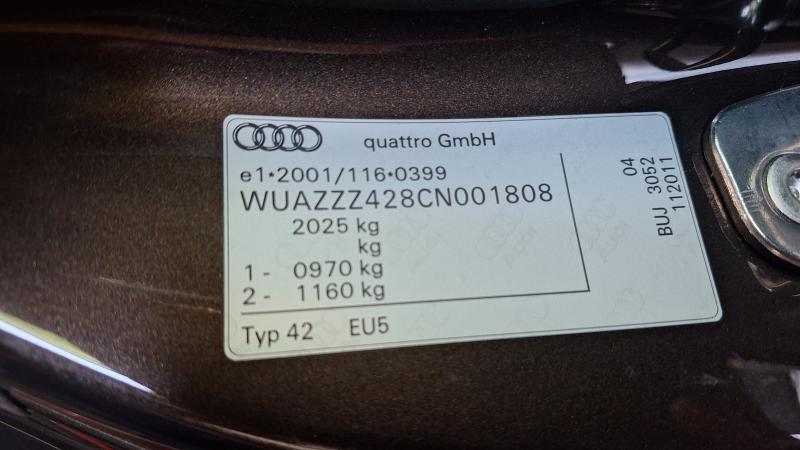 quattro GmbH
e1*2001/116*0399
WUAZZZ428CN001808
2025 kg
kg
1 - 0970 kg
2 - 1160 kg
Typ 42 EU5
04
BUJ 3052
112011